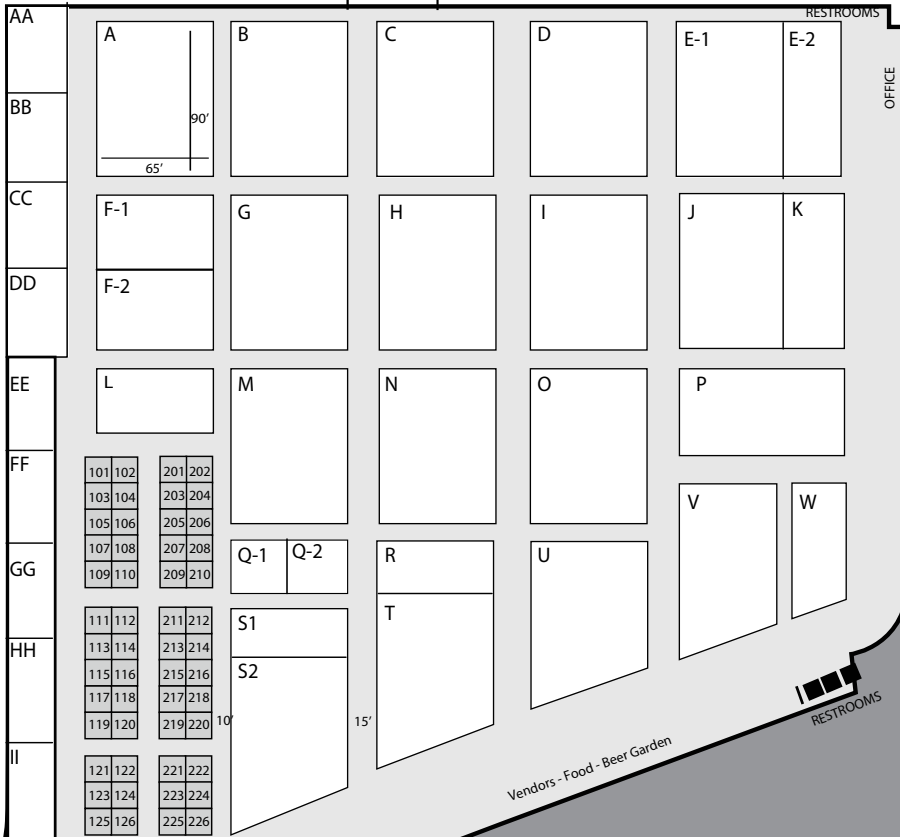 AA
RESTROOMS
A
B
C
D
E-1
E-2
OFFICE
BB
90'
65'
CC
F-1
G
H
I
J
K
DD
F-2
EE
L
M
N
O
P
FF
101 102 201 202
103 104 203 204
105 106 205 206
107 108 207 208
109 110 209 210
V
W
GG
Q-1
Q-2
R
U
111 112 211 212
113 114 213 214
115 116 215 216
117 118 217 218
119 120 219 220
S1
T
HH
S2
10'
15'
RESTROOMS
II
Vendors - Food - Beer Garden
121 122 221 222
123 124 223 224
125 126 225 226